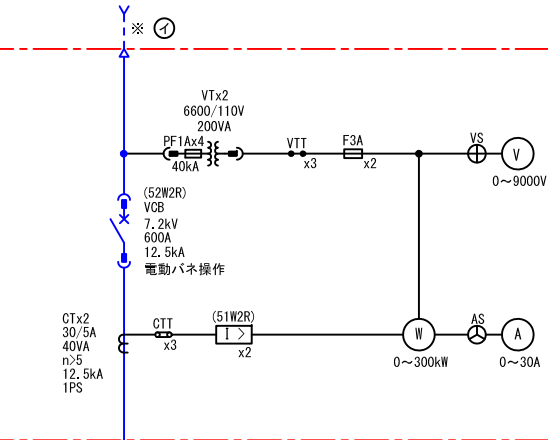 ※ イ
VTx2
6600/110V
200VA
PF1Ax4
40kA
VTT
x3
F3A
x2
VS
V
0～9000V
(52W2R)
VCB
7.2kV
600A
12.5kA
電動バネ操作
CTx2
30/5A
40VA
n>5
12.5kA
1PS
CTT
x3
(51W2R)
I >
x2
W
0～300kW
AS
A
0～30A